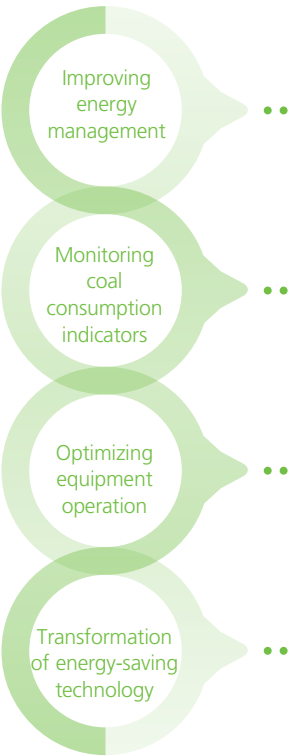 Improving
energy
management
Monitoring
coal
consumption
indicators
Optimizing
equipment
operation
Transformation
of energy-saving
technology